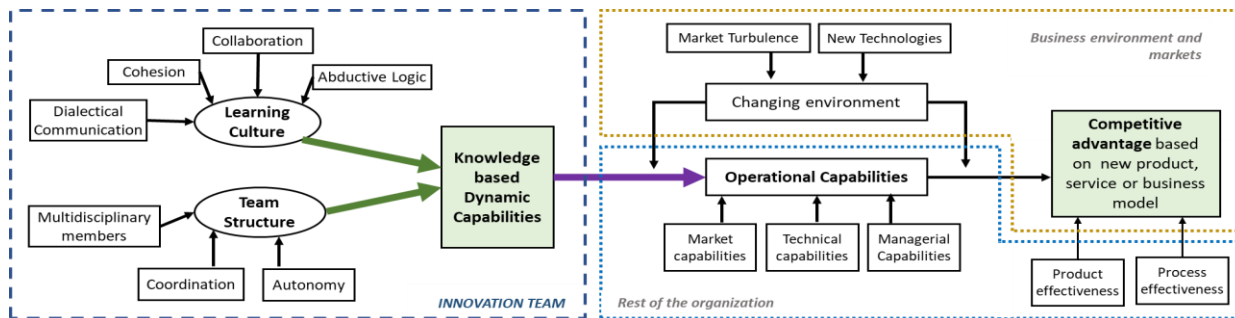 Collaboration
Cohesion
Abductive Logic
Dialectical
Communication
Learning
Culture
Team
Structure
Multidisciplinary
members
Coordination
Autonomy
Knowledge
based
Dynamic
Capabilities
INNOVATION TEAM
Market Turbulence
New Technologies
Business environment and
markets
Changing environment
Operational Capabilities
Market
capabilities
Technical
capabilities
Managerial
Capabilities
Rest of the organization
Competitive
advantage based
on new product,
service or business
model
Product
effectiveness
Process
effectiveness